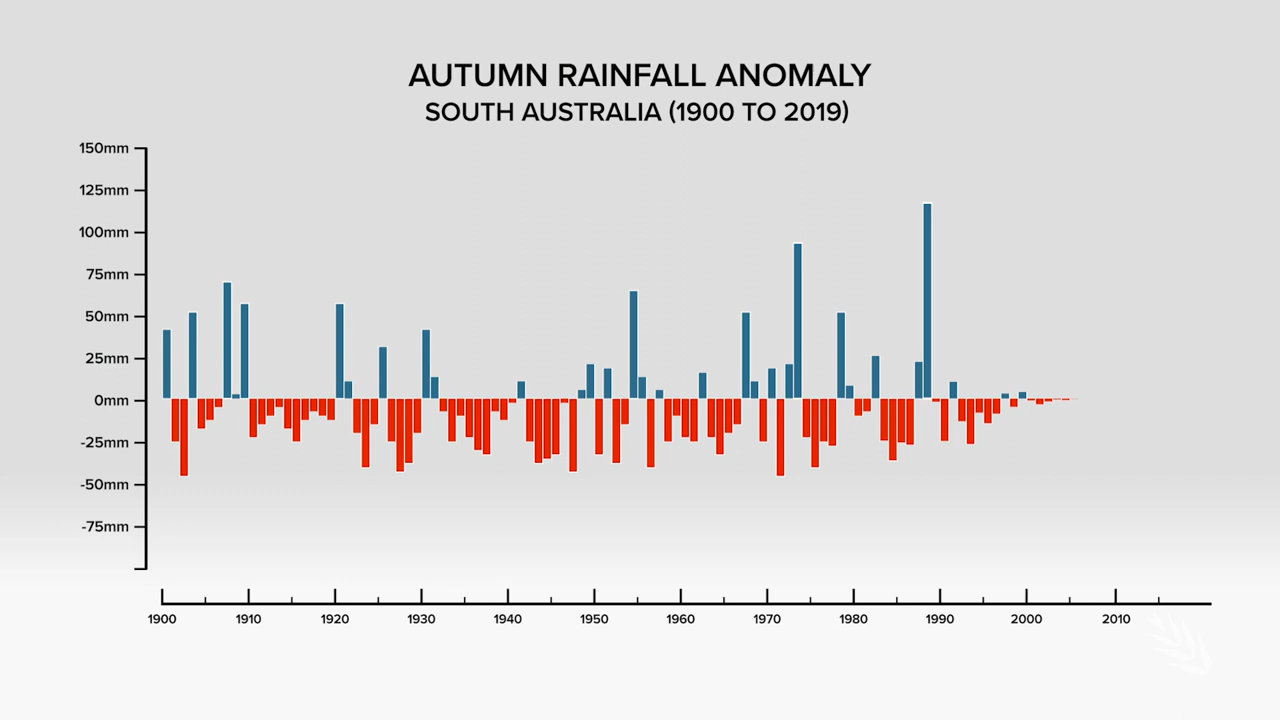 AUTUMN RAINFALL ANOMALY
SOUTH AUSTRALIA (1900 TO 2019)
150mm
125mm
100mm
75mm
50mm
25mm
0mm
-25mm
-50mm
-75mm
1900 1910 1920 1930 1940 1950 1960 1970 1980 1990 2000 2010